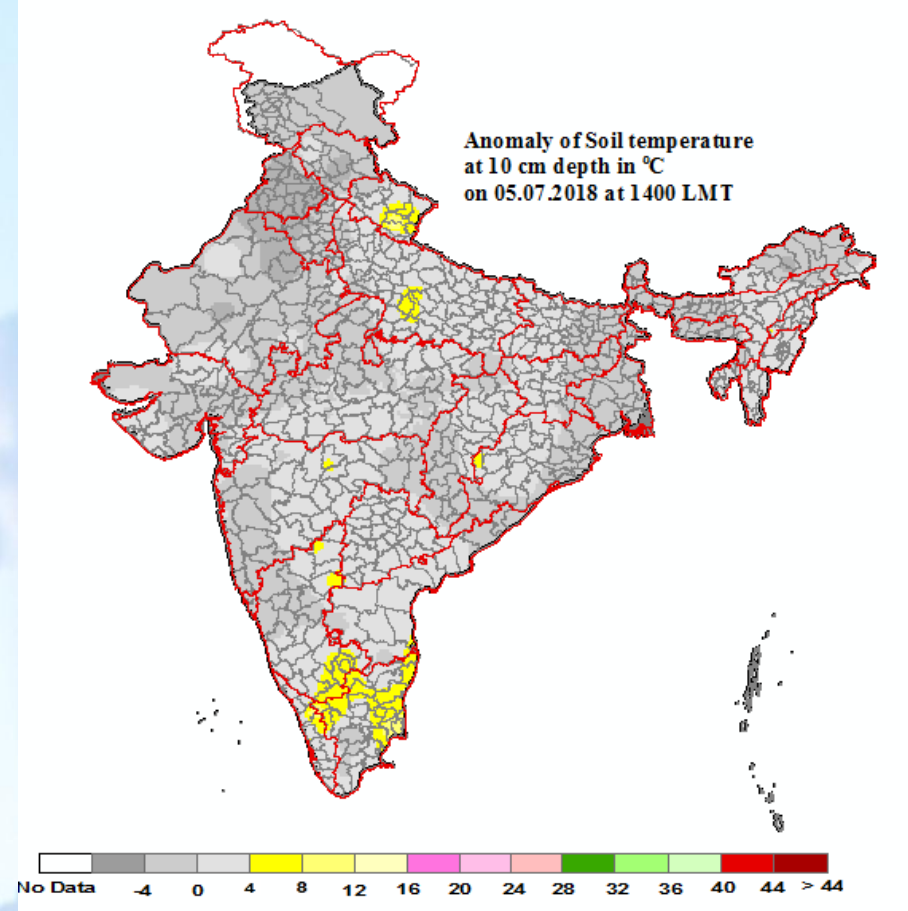 Anomaly of Soil temperature
at 10 cm depth in ⁰C
on 05.07.2018 at 1400 LMT
No Data -4 0 4 8 12 16 20 24 28 32 36 40 44 > 44